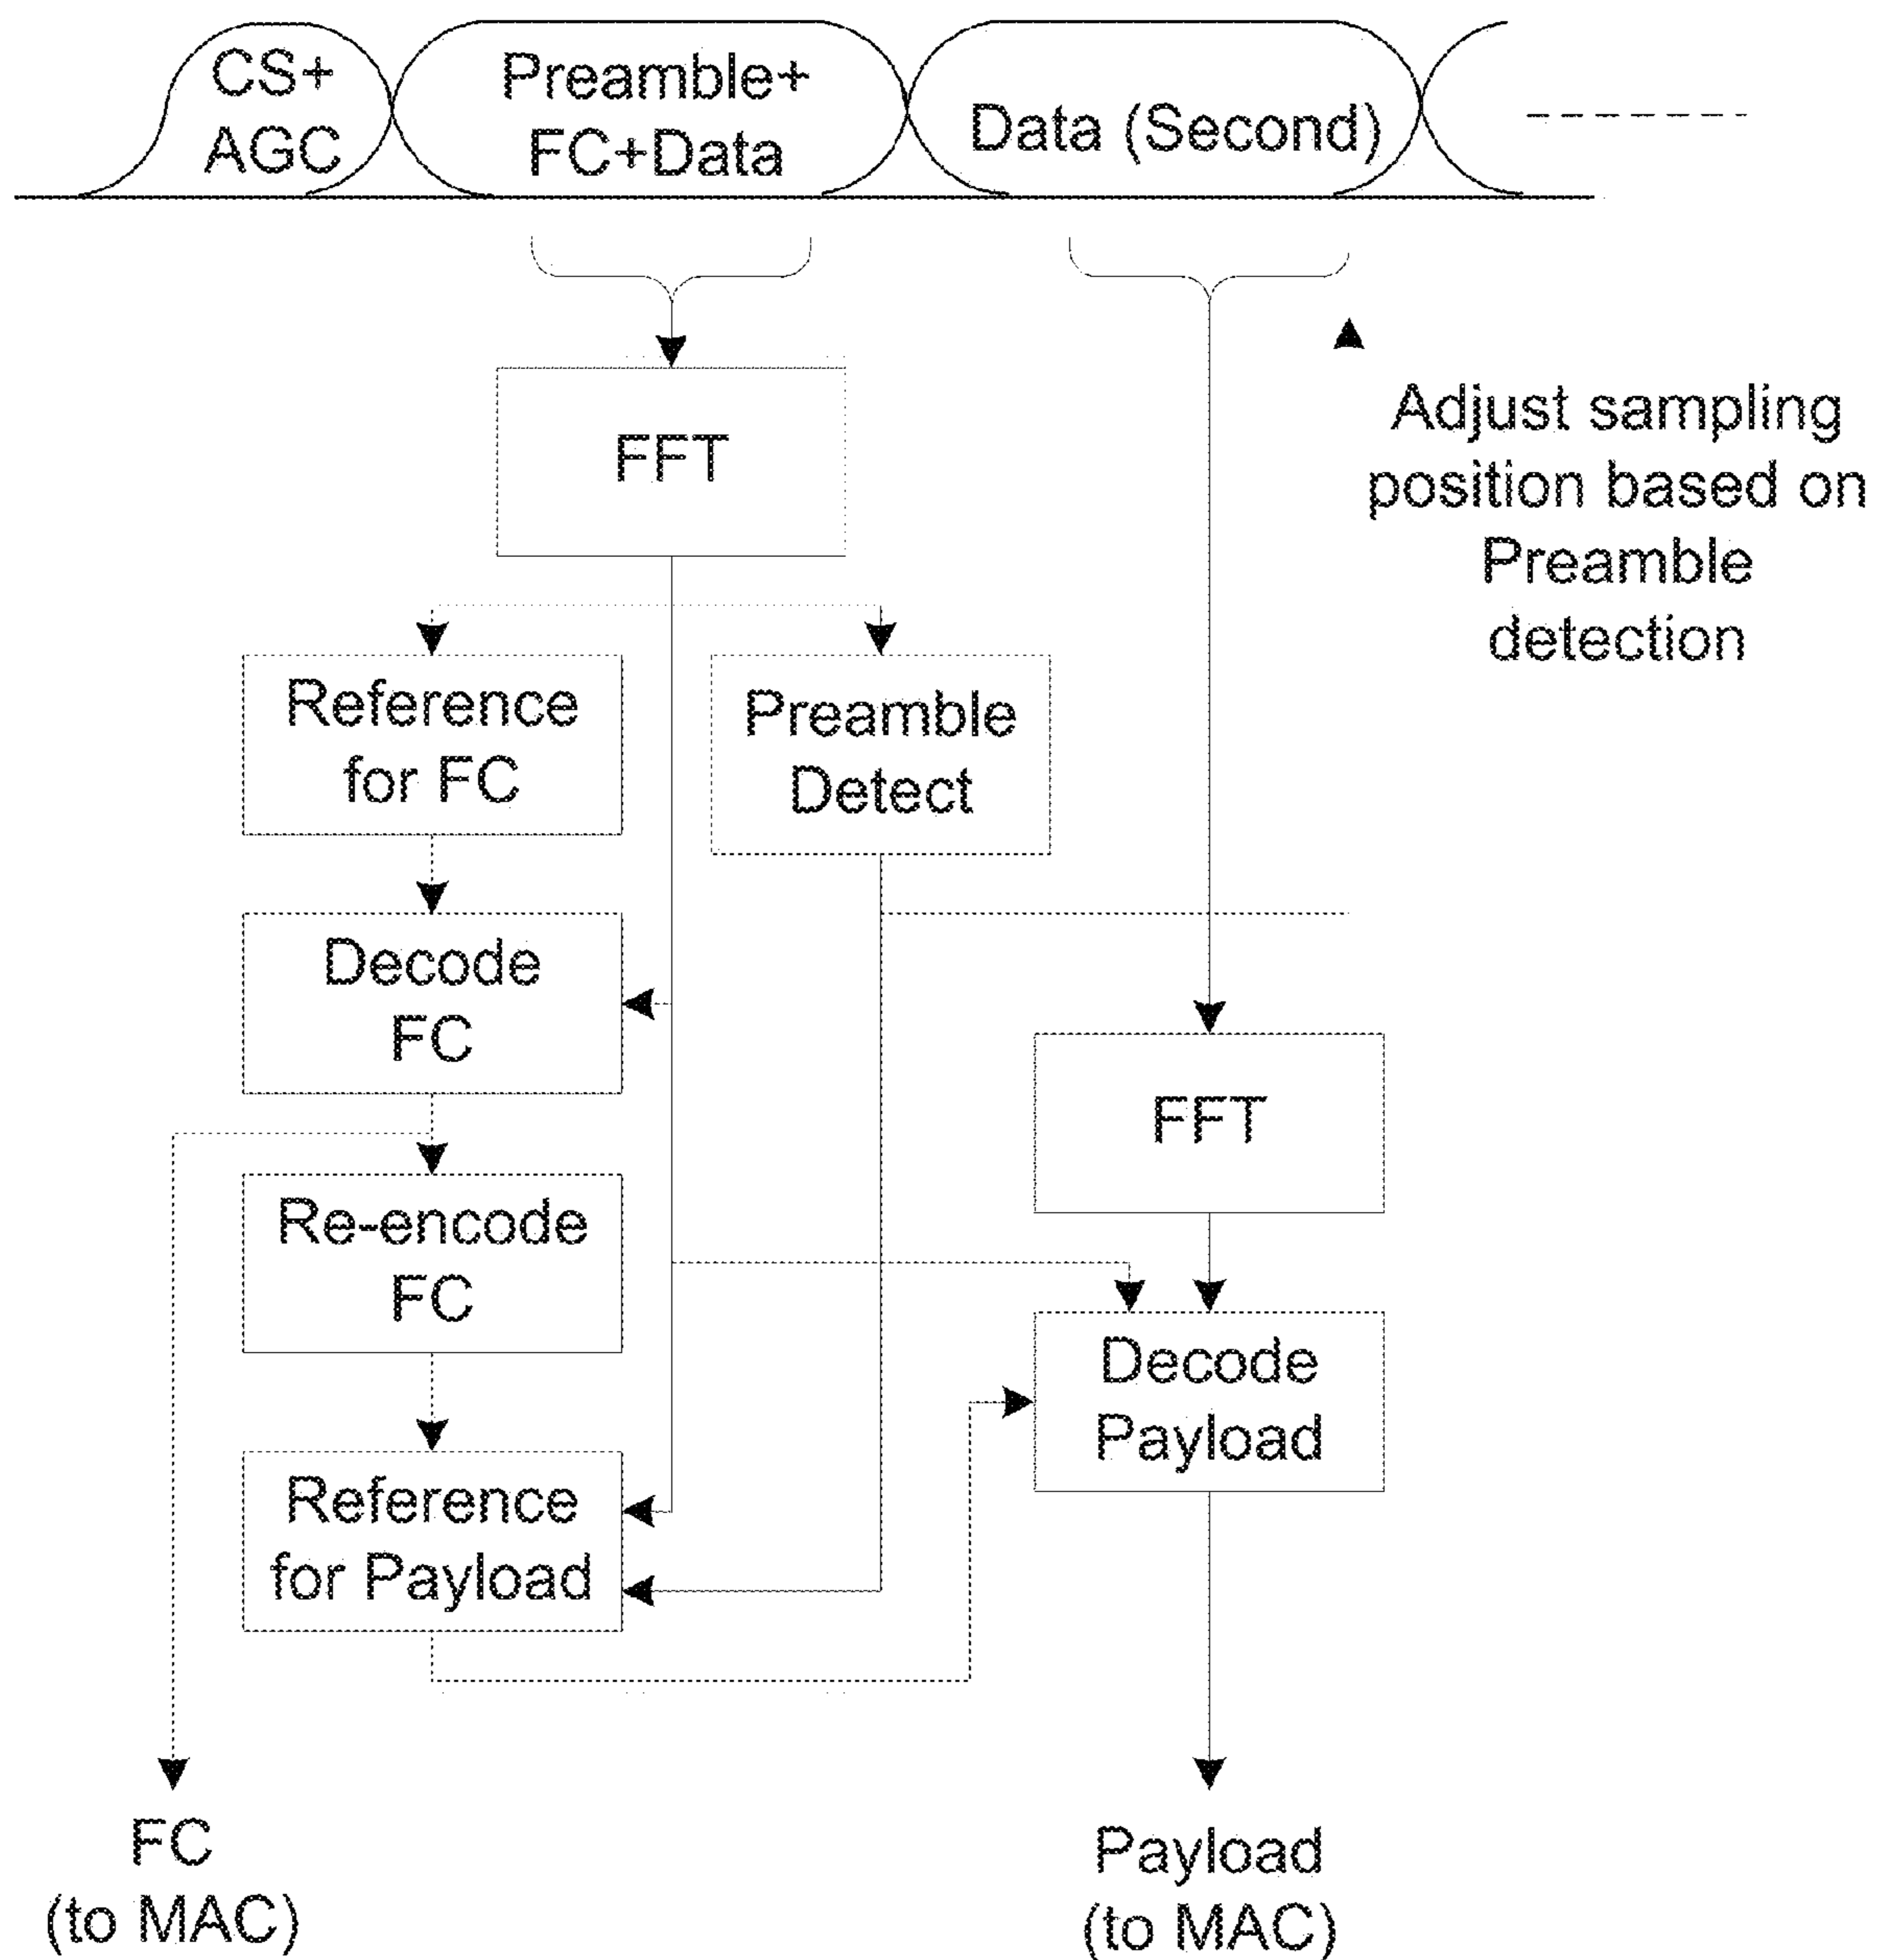 CS+
AGC
Preamble+
FC+Data
Data (Second)
FFT
Adjust sampling
position based on
Preamble
detection
Reference
for FC
Preamble
Detect
Decode
FC
FFT
Re-encode
FC
Decode
Payload
Reference
for Payload
FC
(to MAC)
Payload
(to MAC)